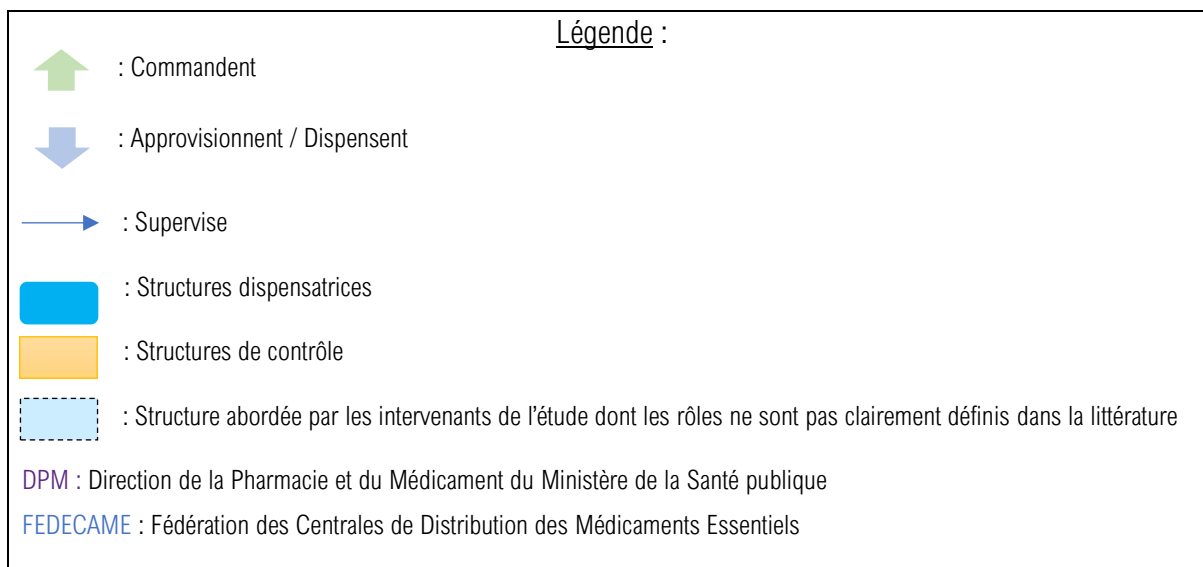 Légende :
: Commandent
: Approvisionnent / Dispensent
: Supervise
: Structures dispensatrices
: Structures de contrôle
: Structure abordée par les intervenants de l'étude dont les rôles ne sont pas clairement définis dans la littérature
DPM : Direction de la Pharmacie et du Médicament du Ministère de la Santé publique
FEDECAME : Fédération des Centrales de Distribution des Médicaments Essentiels